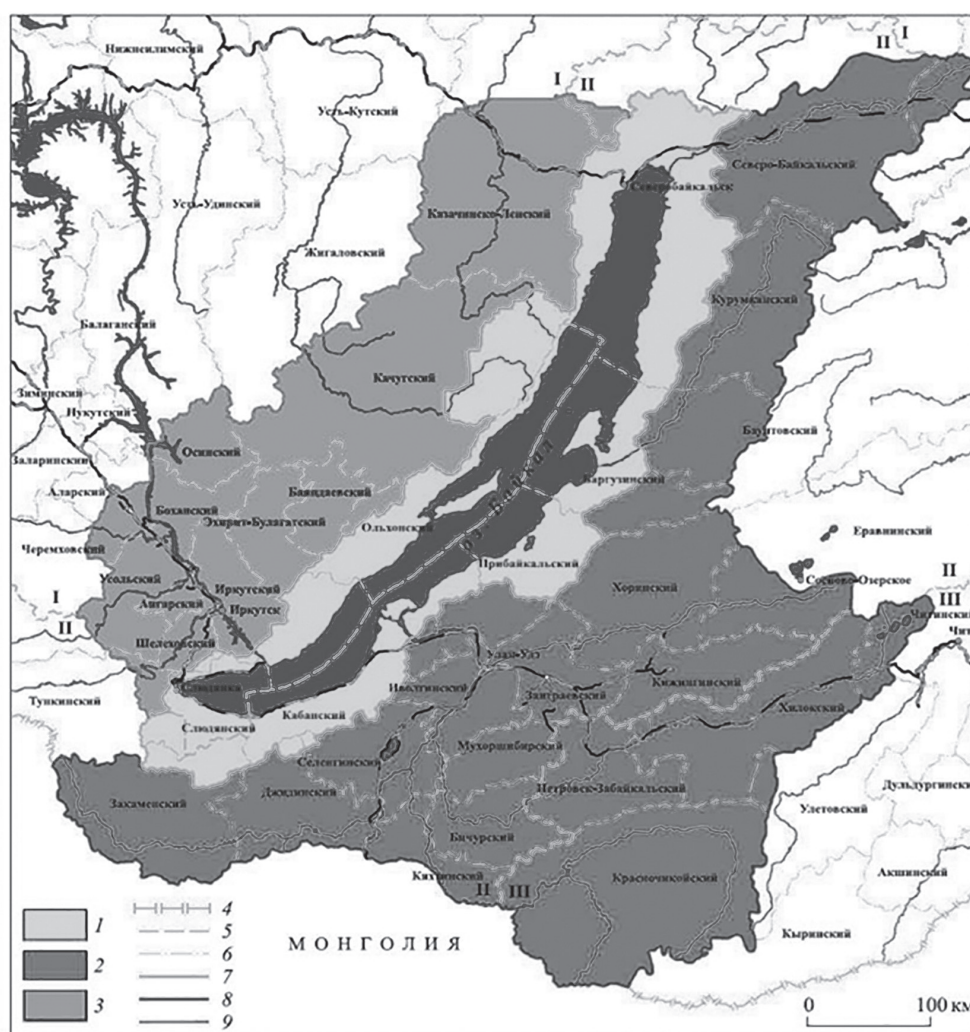 Нижнеилимский
I
II
II
I
Усть-Кутский
Северо-Байкальский
Северобайкальск
Усть-Удинский
Казачинско-Ленский
Жигаловский
Курумканский
Балаганский
Качугский
Зиминский
Нукутский
Баунтовский
Заларинский
Осинский
оз. Байкал
Баргузинский
Аларский
Баяндаевский
Боханский
Эхирит-Булагатский
Ольхонский
Еравнинский
Черемховский
Прибайкальский
Усольский
Иркутский
Хоринский
Сосново-Озерское
II
I
Ангарский
Иркутск
III
Читинский
II
Шелеховский
Чит
Улан-Удэ
Тункинский
Слюдянка
Иволгинский
Заиграевский
Кижингинский
Кабанский
Хилокский
Слюдянский
Мухоршибирский
Селенгинский
Дульдургинский
Закаменский
Джидинский
Петровск-Забайкальский
Улетовский
Бичурский
Кяхтинский
II
III
Красночикойский
Акшинский
Кыринский
МОНГОЛИЯ
1
2
3
4
5
6
7
8
9
0
100 км